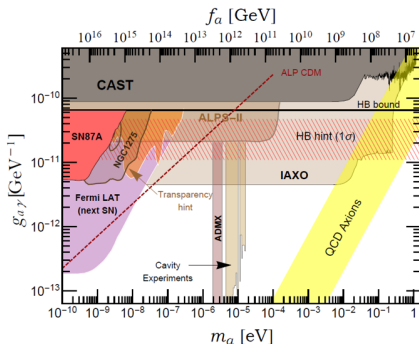 f_a [GeV]
10^16 10^15 10^14 10^13 10^12 10^11 10^10 10^9 10^8 10^7
ALP CDM
CAST
10^-10
HB bound
ALPS-II
SN87A
HB hint (1σ)
NGC1275
10^-11
IAXO
Transparency
hint
Fermi LAT
(next SN)
g_aγ [GeV^-1]
ADMX
QCD Axions
10^-12
Cavity
Experiments
10^-13
10^-10 10^-9 10^-8 10^-7 10^-6 10^-5 10^-4 10^-3 10^-2 10^-1 1
m_a [eV]